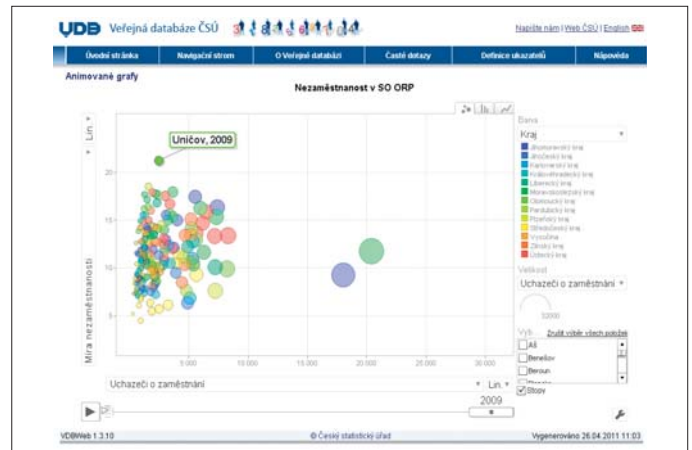 UDB Veřejná databáze ČSÚ
Napište nám | Web ČSÚ | English
Úvodní stránka Navigační strom O Veřejné databázi Časté dotazy Definice ukazatelů Nápověda
Animované grafy
Nezaměstnanost v SO ORP
Barva
Kraj
Jihomoravský kraj
Jihočeský kraj
Karlovarský kraj
Královéhradecký kraj
Liberecký kraj
Moravskoslezský kraj
Olomoucký kraj
Pardubický kraj
Plzeňský kraj
Středočeský kraj
Vysočina
Zlínský kraj
Ústecký kraj
Velikost
Uchazeči o zaměstnání
32000
Vyb Zrušit výběr všech položek
Aš
Benešov
Beroun
Stopy
Lin.
Míra nezaměstnanosti
20
15
10
5
Uničov, 2009
5 000 10 000 15 000 20 000 25 000 30 000
Uchazeči o zaměstnání Lin.
2009
VDBWeb 1.3.10 © Český statistický úřad Vygenerováno 26.04.2011 11:03